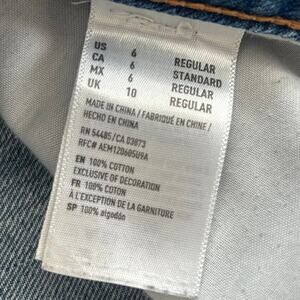 US 6 REGULAR
CA 6 STANDARD
MX 6 REGULAR
UK 10 REGULAR
MADE IN CHINA / FABRIQUÉ EN CHINE /
HECHO EN CHINA
RN 54485/CA 03873
RFC# AEM120605U9A
EN 100% COTTON
EXCLUSIVE OF DECORATION
FR 100% COTON
À L'EXCEPTION DE LA GARNITURE
SP 100% algodón